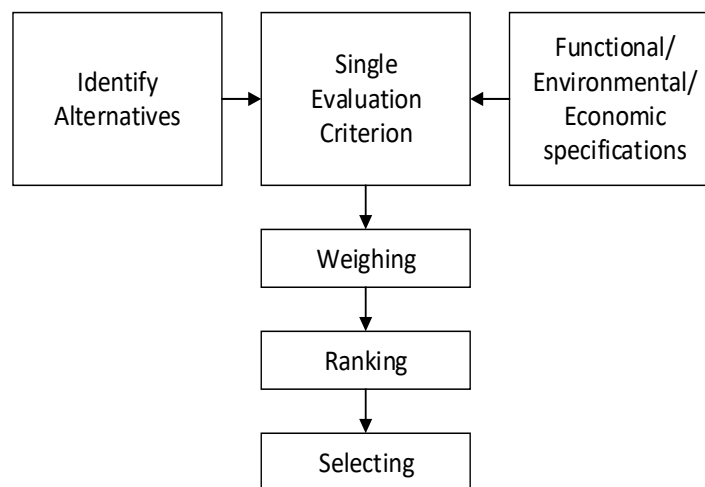 Identify
Alternatives
Single
Evaluation
Criterion
Functional/
Environmental/
Economic
specifications
Weighing
Ranking
Selecting